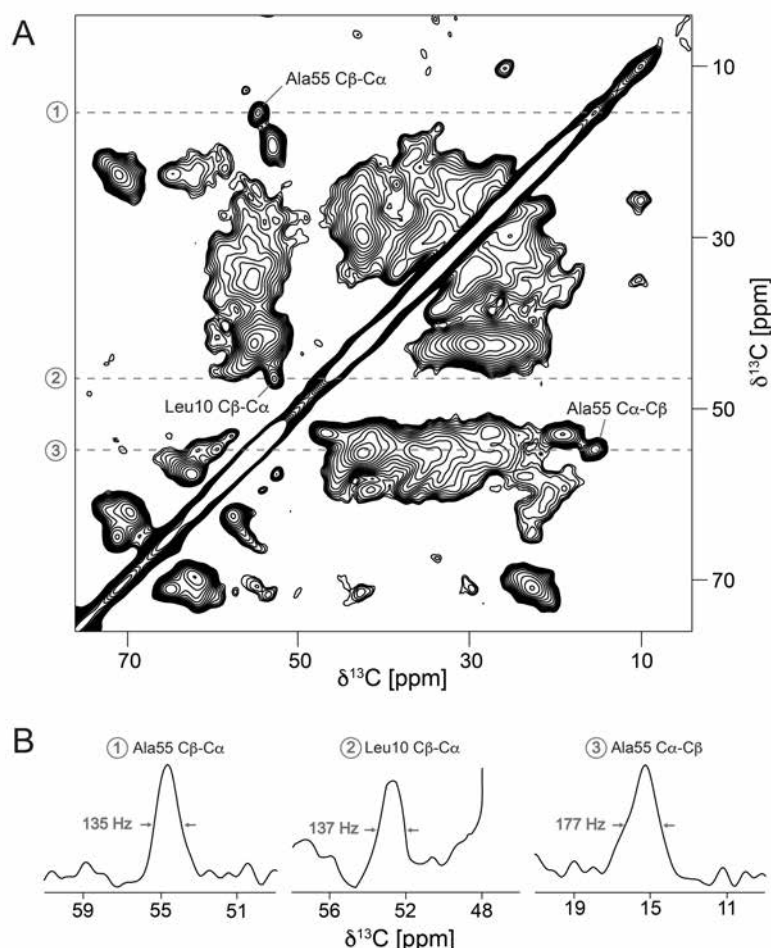 A
Ala55 Cβ-Cα
10
①
30
②
Leu10 Cβ-Cα
Ala55 Cα-Cβ
50
③
70
δ¹³C [ppm]
70 50 30 10
δ¹³C [ppm]
B
① Ala55 Cβ-Cα ② Leu10 Cβ-Cα ③ Ala55 Cα-Cβ
135 Hz 137 Hz 177 Hz
59 55 51 56 52 48 19 15 11
δ¹³C [ppm]